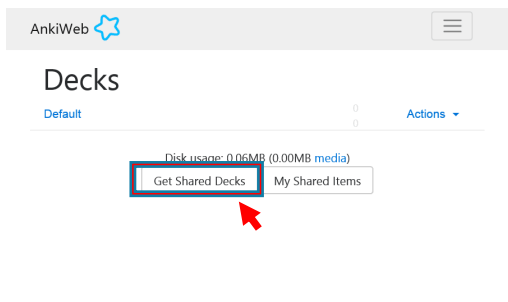 AnkiWeb
Decks
Default
0
0
Actions
Disk usage: 0.06MB (0.00MB media)
Get Shared Decks
My Shared Items